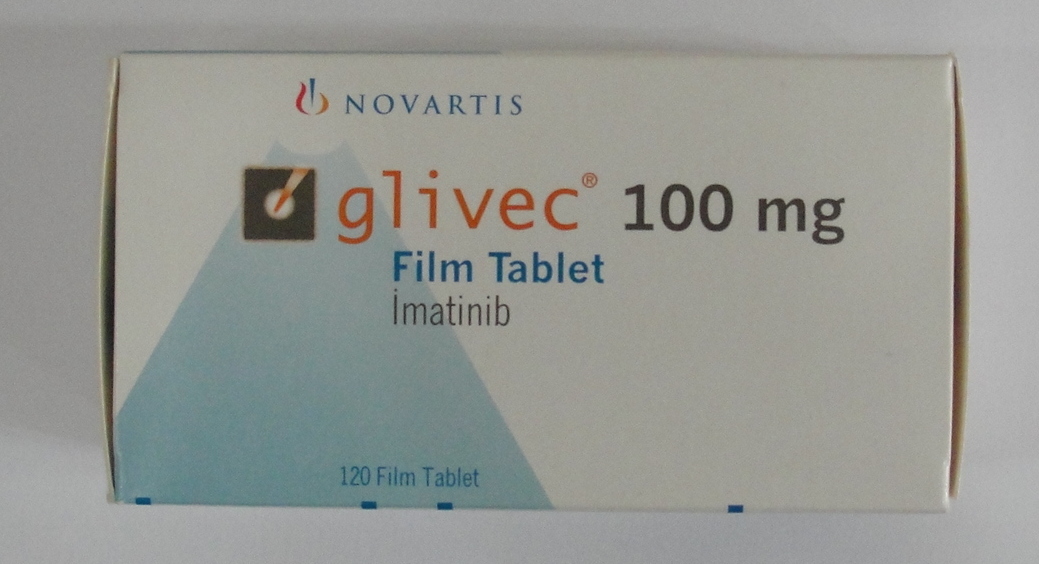 NOVARTIS
glivec® 100 mg
Film Tablet
İmatinib
120 Film Tablet